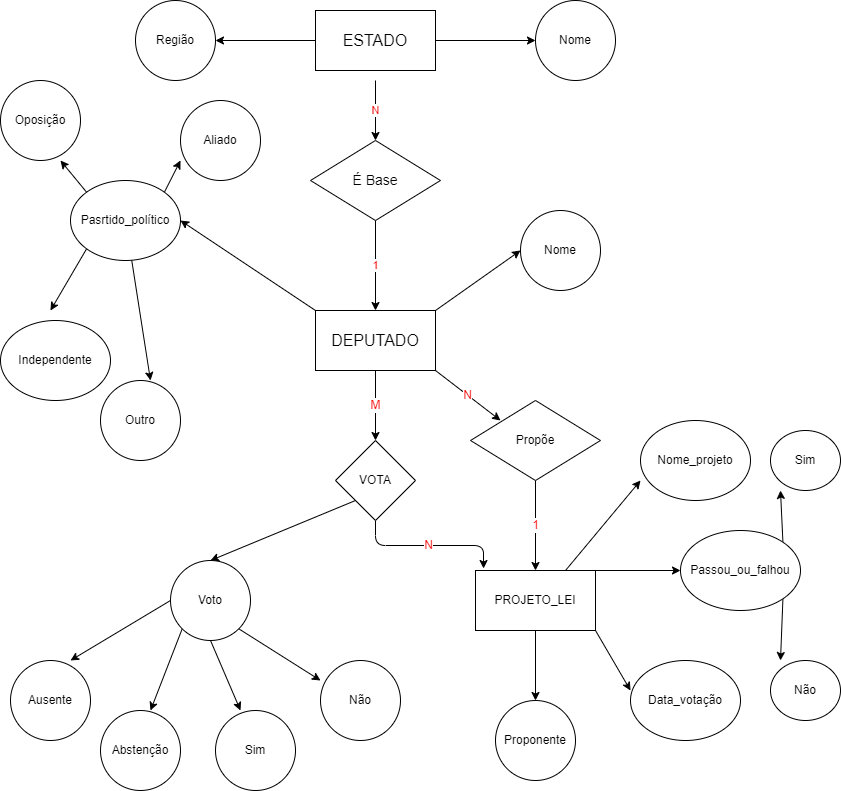 Região
ESTADO
Nome
N
Oposição
Aliado
É Base
Pasrtido_político
Nome
1
DEPUTADO
Independente
M
N
Outro
Propõe
Nome_projeto
Sim
VOTA
1
N
Passou_ou_falhou
Voto
PROJETO_LEI
Ausente
Não
Data_votação
Não
Abstenção
Sim
Proponente